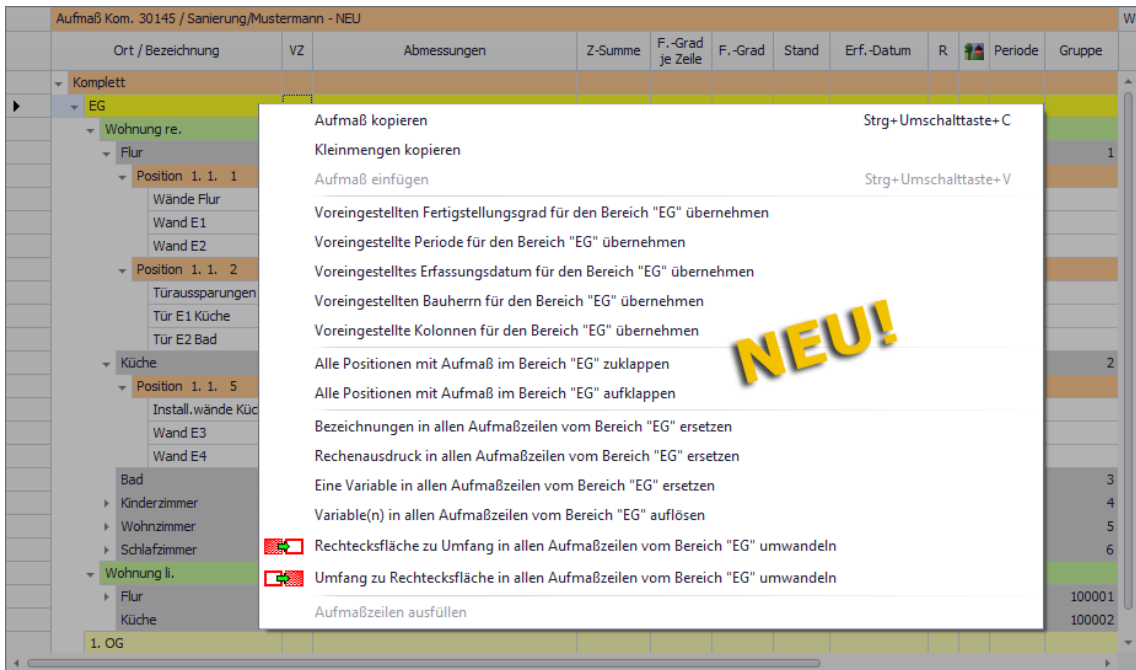 Aufmaß Kom. 30145 / Sanierung/Mustermann - NEU
W
Ort / Bezeichnung VZ Abmessungen Z-Summe F.-Grad je Zeile F.-Grad Stand Erf.-Datum R Periode Gruppe
Komplett
EG
Wohnung re.
Flur 1
Position 1. 1. 1
Wände Flur
Wand E1
Wand E2
Position 1. 1. 2
Türaussparungen
Tür E1 Küche
Tür E2 Bad
Küche 2
Position 1. 1. 5
Install.wände Küc
Wand E3
Wand E4
Bad 3
Kinderzimmer 4
Wohnzimmer 5
Schlafzimmer 6
Wohnung li.
Flur 100001
Küche 100002
1. OG
Aufmaß kopieren Strg+Umschalttaste+C
Kleinmengen kopieren
Aufmaß einfügen Strg+Umschalttaste+V
Voreingestellten Fertigstellungsgrad für den Bereich "EG" übernehmen
Voreingestellte Periode für den Bereich "EG" übernehmen
Voreingestelltes Erfassungsdatum für den Bereich "EG" übernehmen
Voreingestellten Bauherrn für den Bereich "EG" übernehmen
Voreingestellte Kolonnen für den Bereich "EG" übernehmen
Alle Positionen mit Aufmaß im Bereich "EG" zuklappen
Alle Positionen mit Aufmaß im Bereich "EG" aufklappen
Bezeichnungen in allen Aufmaßzeilen vom Bereich "EG" ersetzen
Rechenausdruck in allen Aufmaßzeilen vom Bereich "EG" ersetzen
Eine Variable in allen Aufmaßzeilen vom Bereich "EG" ersetzen
Variable(n) in allen Aufmaßzeilen vom Bereich "EG" auflösen
Rechtecksfläche zu Umfang in allen Aufmaßzeilen vom Bereich "EG" umwandeln
Umfang zu Rechtecksfläche in allen Aufmaßzeilen vom Bereich "EG" umwandeln
Aufmaßzeilen ausfüllen
NEU!